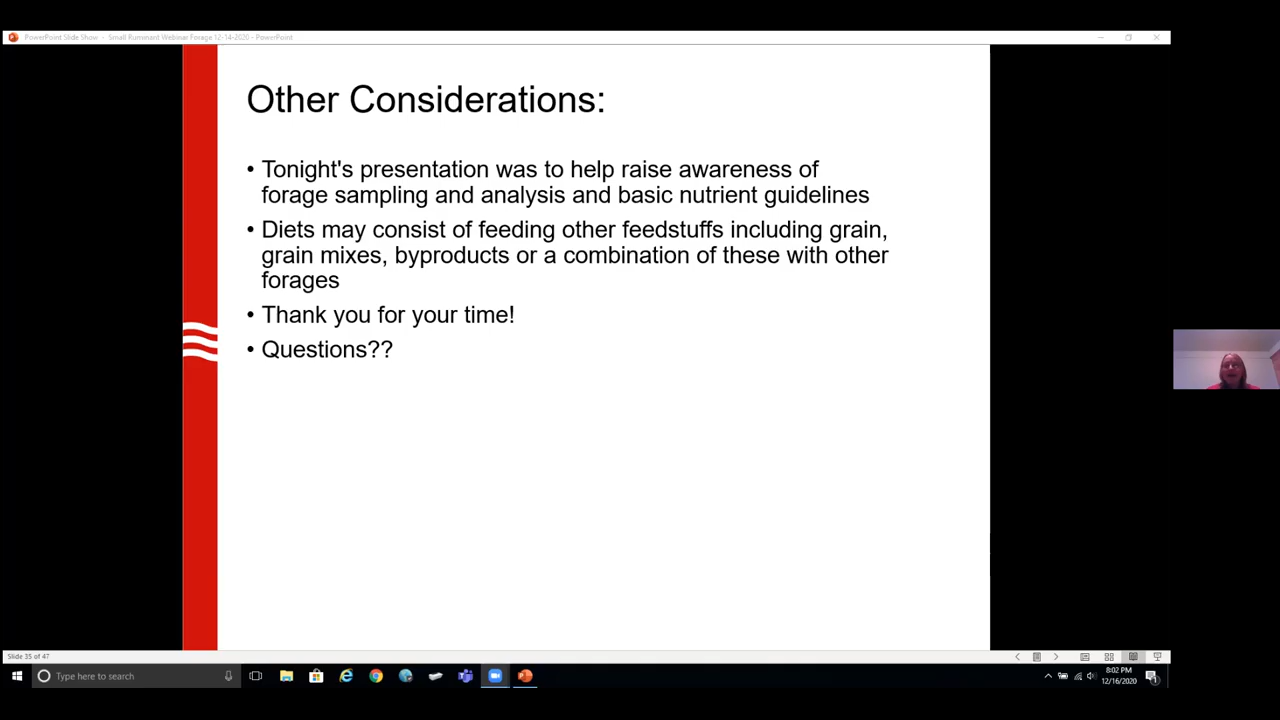 PowerPoint Slide Show - Small Ruminant Webinar Forage 12-14-2020 - PowerPoint
Other Considerations:
• Tonight's presentation was to help raise awareness of
forage sampling and analysis and basic nutrient guidelines
• Diets may consist of feeding other feedstuffs including grain,
grain mixes, byproducts or a combination of these with other
forages
• Thank you for your time!
• Questions??
Slide 35 of 47
Type here to search
8:02 PM
12/16/2020